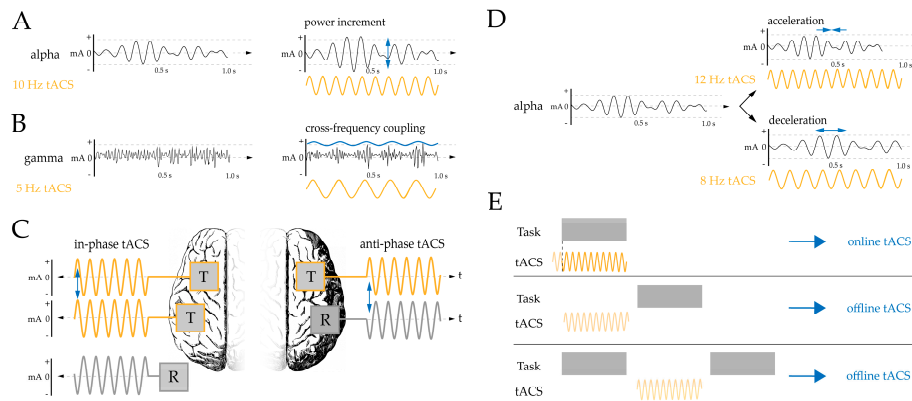 A
power increment
+
alpha
mA 0
-
0.5 s
1.0 s
+
mA 0
-
0.5 s
1.0 s
10 Hz tACS
B
cross-frequency coupling
+
gamma
mA 0
-
0.5 s
1.0 s
+
mA 0
-
0.5 s
1.0 s
5 Hz tACS
C
in-phase tACS
anti-phase tACS
+
mA 0
-
T
T
t
+
mA 0
-
T
R
t
+
mA 0
-
R
D
acceleration
+
mA 0
-
0.5 s
1.0 s
12 Hz tACS
+
alpha
mA 0
-
0.5 s
1.0 s
deceleration
+
mA 0
-
0.5 s
1.0 s
8 Hz tACS
E
Task
tACS
online tACS
Task
tACS
offline tACS
Task
tACS
offline tACS